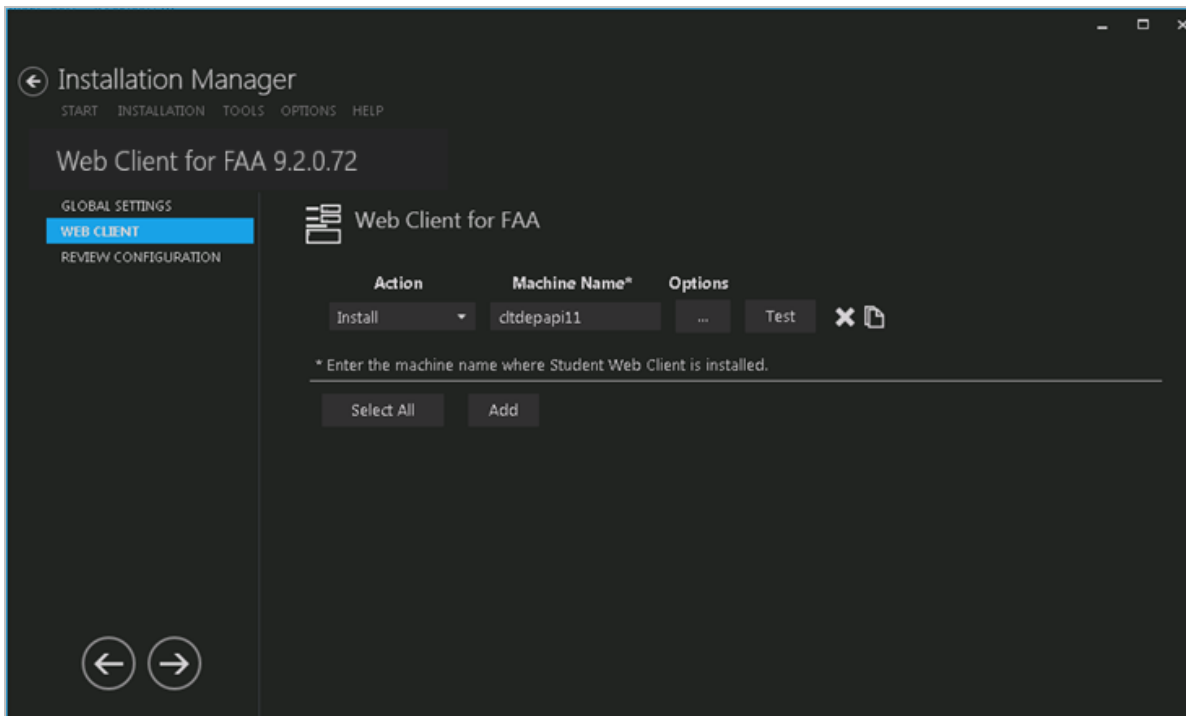 Installation Manager
START INSTALLATION TOOLS OPTIONS HELP
Web Client for FAA 9.2.0.72
GLOBAL SETTINGS
WEB CLIENT
REVIEW CONFIGURATION
Web Client for FAA
Action Machine Name* Options
Install cltdepapi11 ... Test
* Enter the machine name where Student Web Client is installed.
Select All Add